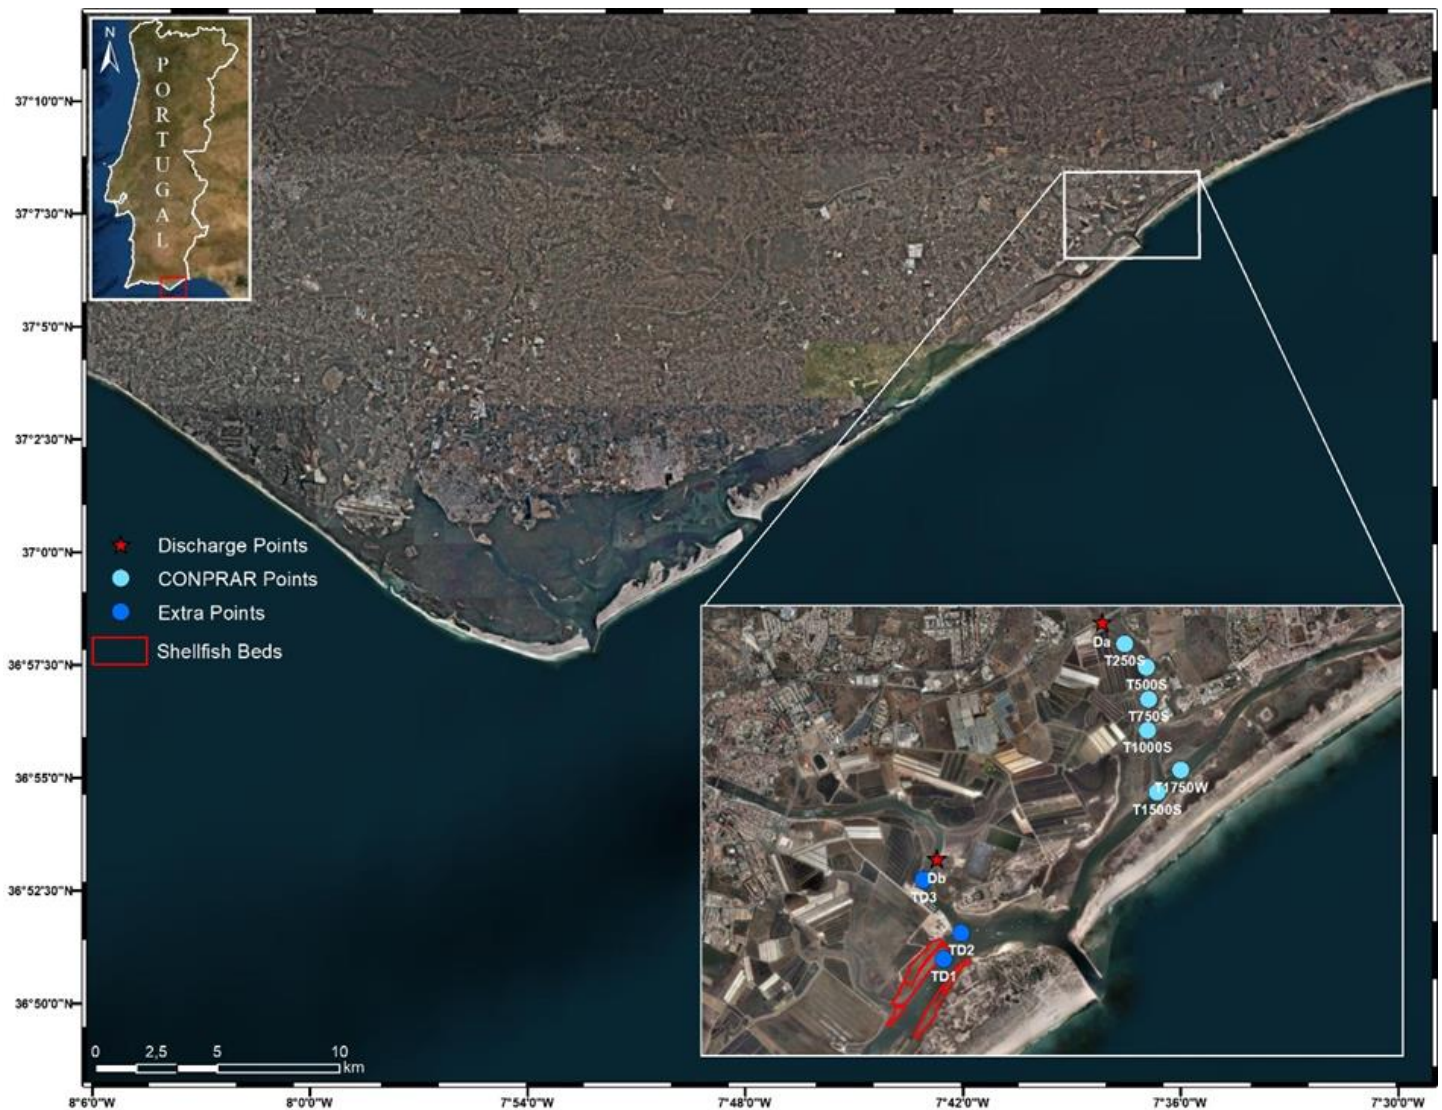 N
PORTUGAL
37°10'0"N
37°7'30"N
37°5'0"N
37°2'30"N
37°0'0"N
36°57'30"N
36°55'0"N
36°52'30"N
36°50'0"N
Discharge Points
CONPRAR Points
Extra Points
Shellfish Beds
Da
T250S
T500S
T750S
T1000S
T1750W
T1500S
Db
TD3
TD2
TD1
0 2,5 5 10
km
8°6'0"W 8°0'0"W 7°54'0"W 7°48'0"W 7°42'0"W 7°36'0"W 7°30'0"W